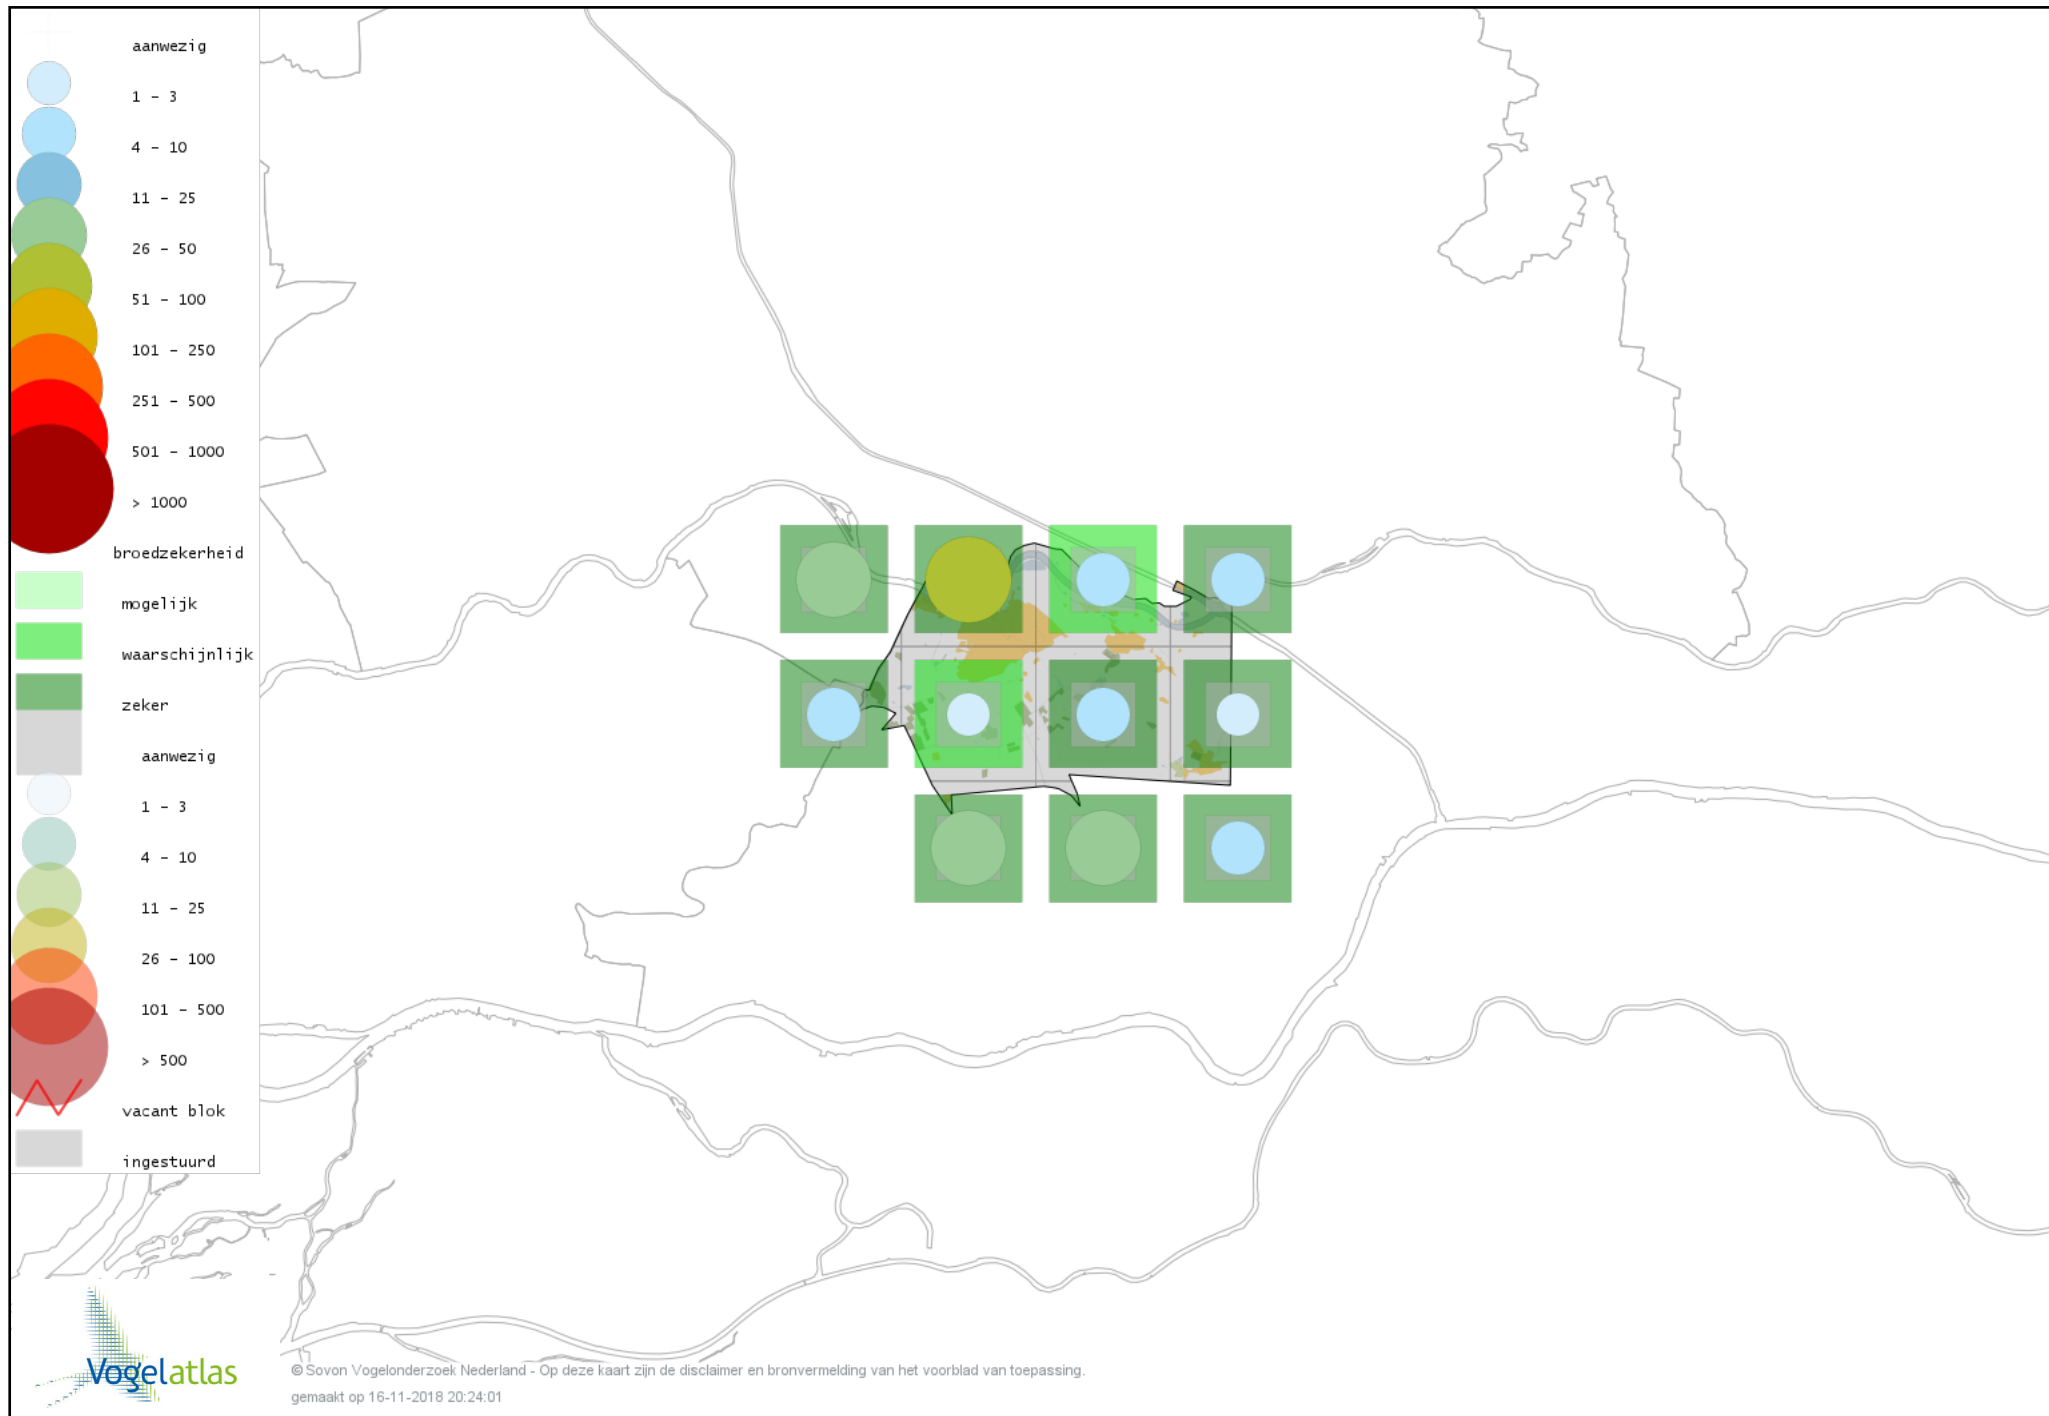 aanwezig
1 - 3
4 - 10
11 - 25
26 - 50
51 - 100
101 - 250
251 - 500
501 - 1000
> 1000
broedzekerheid
mogelijk
waarschijnlijk
zeker
aanwezig
1 - 3
4 - 10
11 - 25
26 - 100
101 - 500
> 500
vacant blok
ingestuurd
Vogelatlas
© Sovon Vogelonderzoek Nederland - Op deze kaart zijn de disclaimer en bronvermelding van het voorblad van toepassing.
gemaakt op 16-11-2018 20:24:01